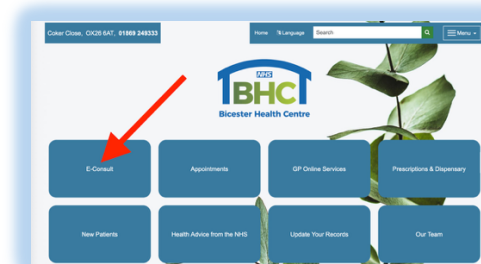 Coker Close, OX26 6AT, 01869 249333
Home Language Search Menu
NHS
BHC
Bicester Health Centre
E-Consult Appointments GP Online Services Prescriptions & Dispensary
New Patients Health Advice from the NHS Update Your Records Our Team